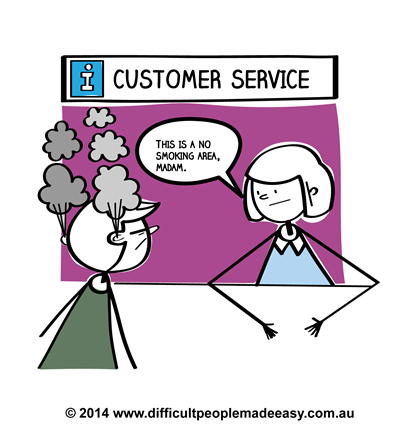 i CUSTOMER SERVICE
THIS IS A NO
SMOKING AREA,
MADAM.
© 2014 www.difficultpeoplemadeeasy.com.au